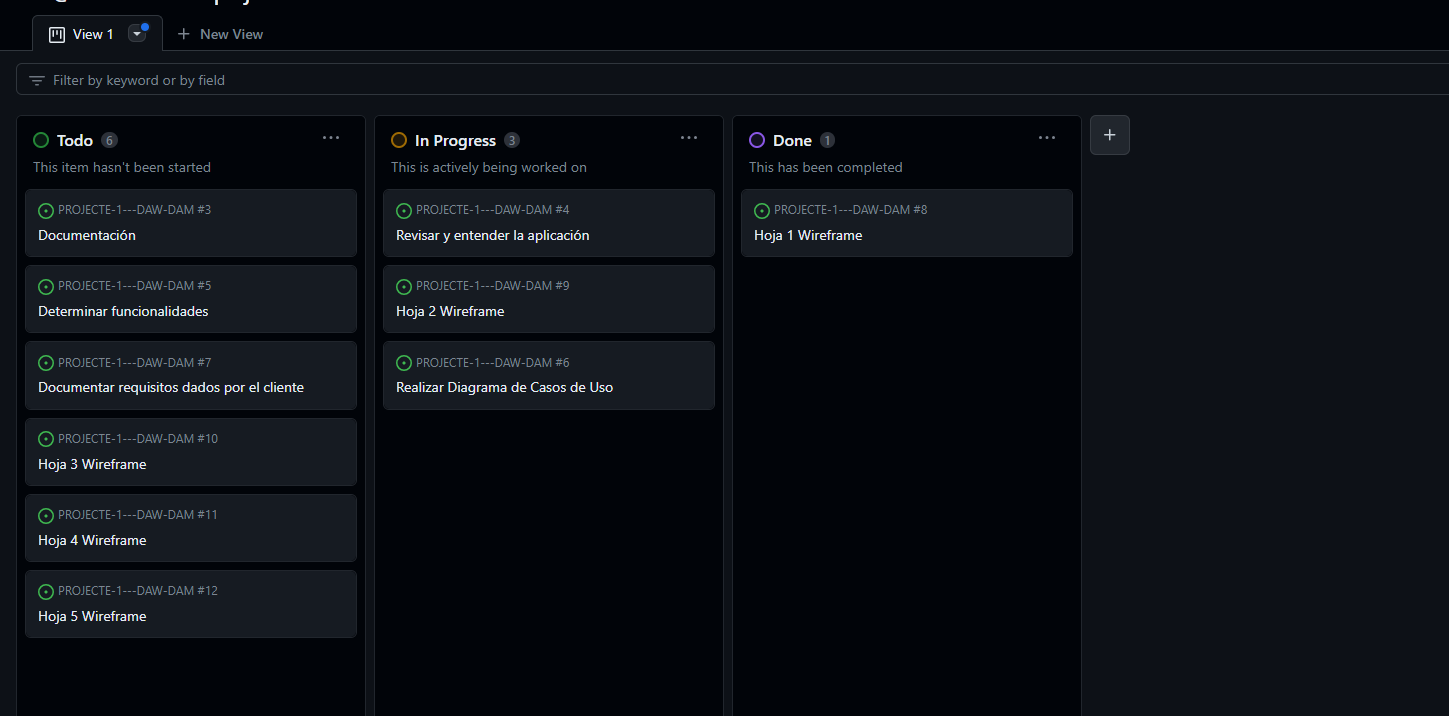 View 1
New View
Filter by keyword or by field
Todo 6
This item hasn't been started
PROJECTE-1---DAW-DAM #3
Documentación
PROJECTE-1---DAW-DAM #5
Determinar funcionalidades
PROJECTE-1---DAW-DAM #7
Documentar requisitos dados por el cliente
PROJECTE-1---DAW-DAM #10
Hoja 3 Wireframe
PROJECTE-1---DAW-DAM #11
Hoja 4 Wireframe
PROJECTE-1---DAW-DAM #12
Hoja 5 Wireframe
In Progress 3
This is actively being worked on
PROJECTE-1---DAW-DAM #4
Revisar y entender la aplicación
PROJECTE-1---DAW-DAM #9
Hoja 2 Wireframe
PROJECTE-1---DAW-DAM #6
Realizar Diagrama de Casos de Uso
Done 1
This has been completed
PROJECTE-1---DAW-DAM #8
Hoja 1 Wireframe